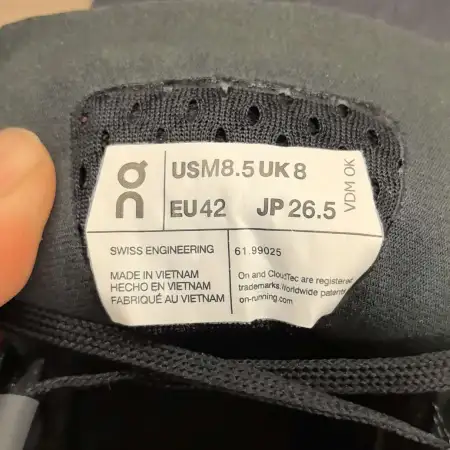 on
USM8.5 UK 8
EU 42 JP 26.5
VDM OK
SWISS ENGINEERING
61.99025
MADE IN VIETNAM
HECHO EN VIETNAM
FABRIQUÉ AU VIETNAM
On and CloudTec are registered
trademarks. Worldwide patents
on-running.com